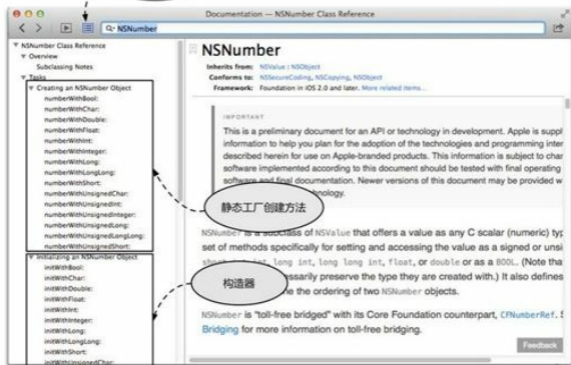 Documentation — NSNumber Class Reference
NSNumber
NSNumber Class Reference
Overview
Subclassing Notes
Tasks
Creating an NSNumber Object
numberWithBool:
numberWithChar:
numberWithDouble:
numberWithFloat:
numberWithInt:
numberWithInteger:
numberWithLong:
numberWithLongLong:
numberWithShort:
numberWithUnsignedChar:
numberWithUnsignedInt:
numberWithUnsignedInteger:
numberWithUnsignedLong:
numberWithUnsignedLongLong:
numberWithUnsignedShort:
Initializing an NSNumber Object
initWithBool:
initWithChar:
initWithDouble:
initWithFloat:
initWithInt:
initWithInteger:
initWithLong:
initWithLongLong:
initWithShort:
initWithUnsignedChar:
NSNumber
Inherits from: NSValue : NSObject
Conforms to: NSSecureCoding, NSCopying, NSObject
Framework: Foundation in iOS 2.0 and later. More related items...
IMPORTANT
This is a preliminary document for an API or technology in development. Apple is suppl
information to help you plan for the adoption of the technologies and programming inter
described herein for use on Apple-branded products. This information is subject to char
software implemented according to this document should be tested with final operating
software and final documentation. Newer versions of this document may be provided w
nology.
静态工厂创建方法
NSNumber is a subclass of NSValue that offers a value as any C scalar (numeric) typ
set of methods specifically for setting and accessing the value as a signed or unsi
short int, long int, long long int, float, or double or as a BOOL. (Note tha
essarily preserve the type they are created with.) It also defines
ne the ordering of two NSNumber objects.
构造器
NSNumber is "toll-free bridged" with its Core Foundation counterpart, CFNumberRef. S
Bridging for more information on toll-free bridging.
Feedback